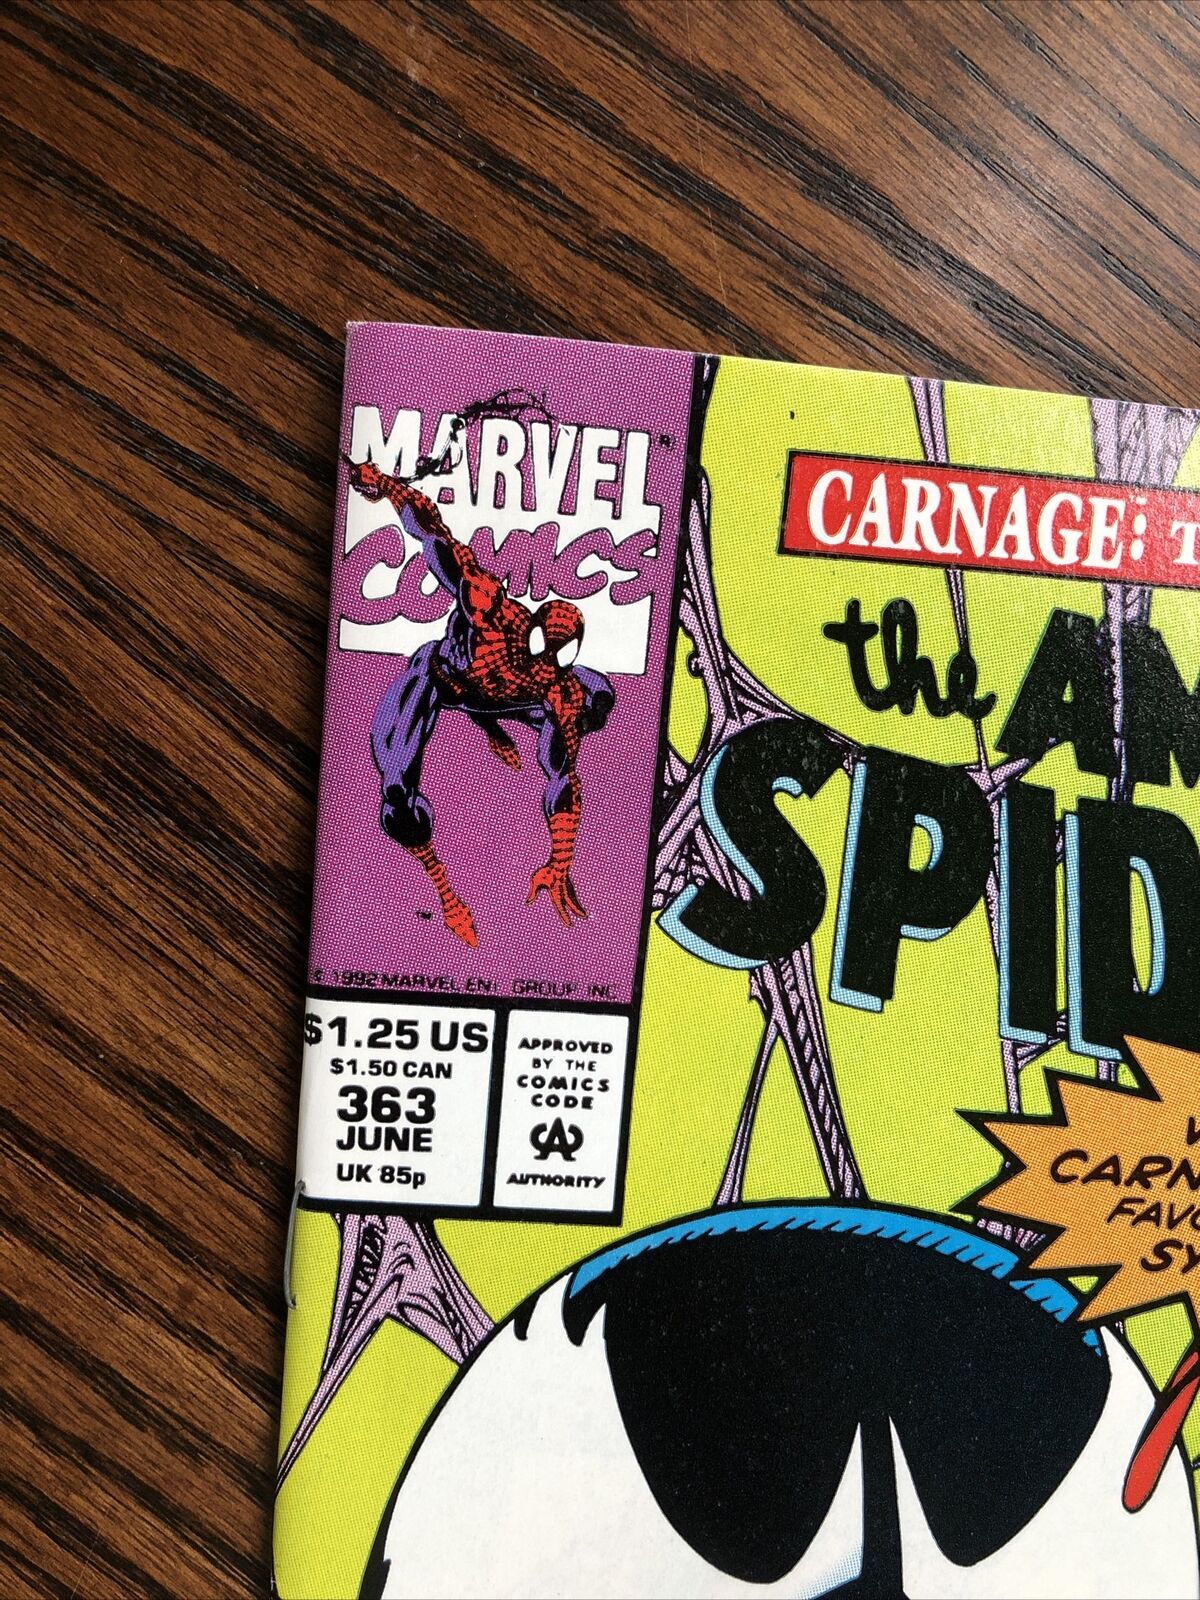 MARVEL®
COMICS
™
© 1992 MARVEL ENT. GROUP, INC.
$1.25 US
$1.50 CAN
363
JUNE
UK 85p
APPROVED
BY THE
COMICS
CODE
CA
AUTHORITY
CARNAGE: T
the AM
SPID
CARN
FAVO
SY